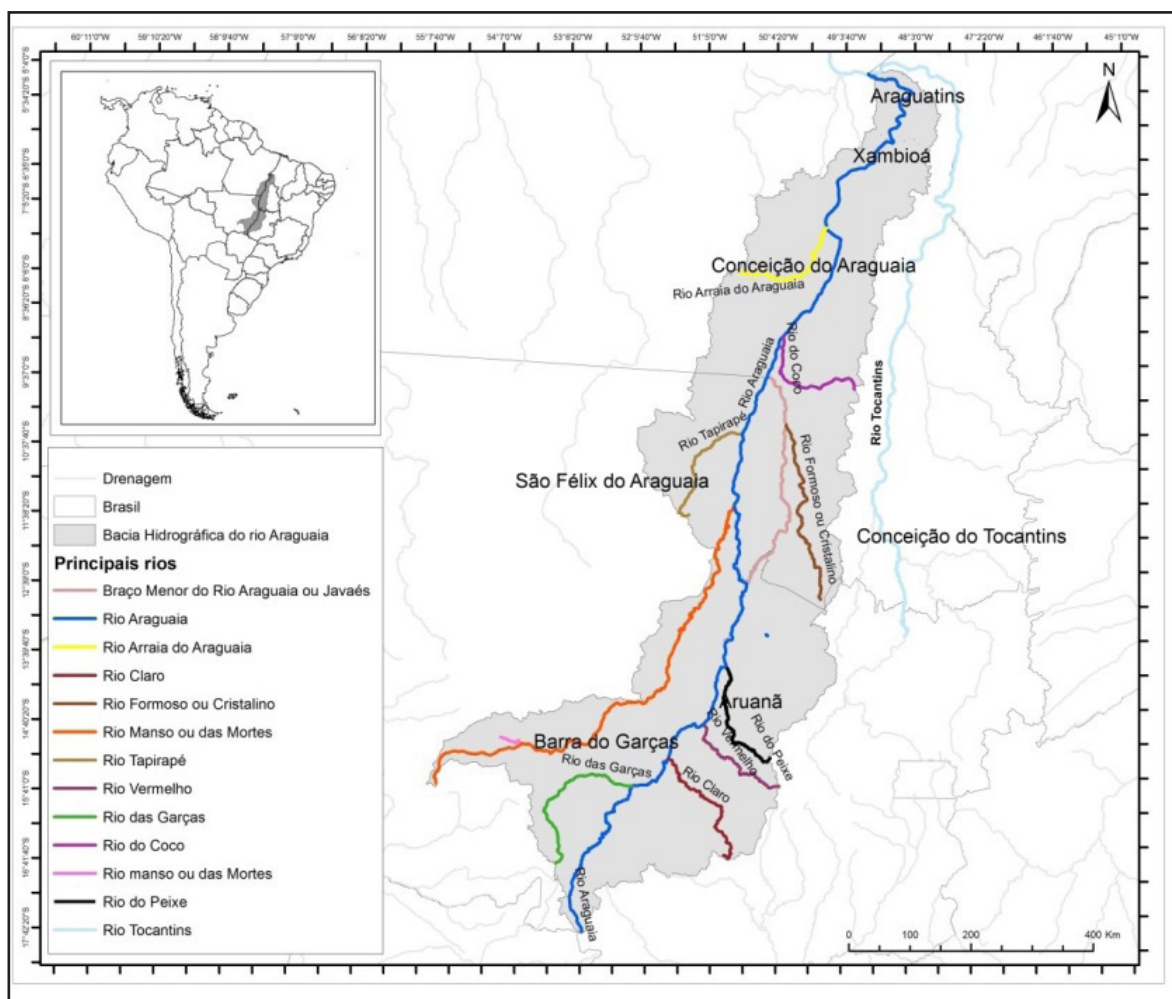 60°11'0"W 59°10'20"W 58°9'40"W 57°9'0"W 56°8'20"W 55°7'40"W 54°7'0"W 53°6'20"W 52°5'40"W 51°5'0"W 50°4'20"W 49°3'40"W 48°3'0"W 47°2'20"W 46°1'40"W 45°1'0"W
N
Araguatins
Xambioá
Conceição do Araguaia
Rio Arraia do Araguaia
Rio do Coco
Rio Araguaia
Rio Tocantins
Rio Tapirapé
São Félix do Araguaia
Rio Formoso ou Cristalino
Conceição do Tocantins
Aruanã
Rio Vermelho
Rio do Peixe
Barra do Garças
Rio das Garças
Rio Claro
Rio Araguaia
Drenagem
Brasil
Bacia Hidrográfica do rio Araguaia
Principais rios
Braço Menor do Rio Araguaia ou Javaés
Rio Araguaia
Rio Arraia do Araguaia
Rio Claro
Rio Formoso ou Cristalino
Rio Manso ou das Mortes
Rio Tapirapé
Rio Vermelho
Rio das Garças
Rio do Coco
Rio manso ou das Mortes
Rio do Peixe
Rio Tocantins
0 100 200 400 Km